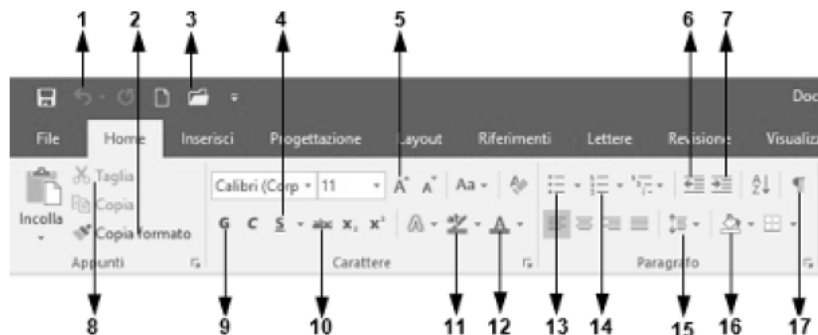 1 2 3 4 5 6 7
Doc
File Home Inserisci Progettazione Layout Riferimenti Lettere Revisione Visualiz
Taglia Calibri (Corp 11 A A Aa A
Copia
Incolla
Copia formato G C S abc x₂ x² A aby A
Appunti Carattere Paragrafo
8 9 10 11 12 13 14 15 16 17